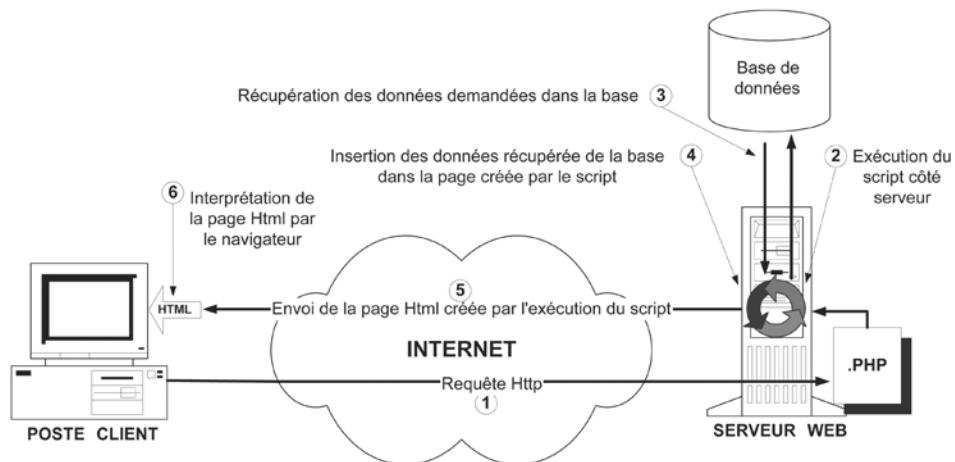 Base de
données
Récupération des données demandées dans la base 3
Insertion des données récupérée de la base 4
dans la page créée par le script
2 Exécution du
script côté
serveur
6 Interprétation de
la page Html par
le navigateur
HTML
5
Envoi de la page Html créée par l'exécution du script
INTERNET
.PHP
Requête Http
1
POSTE CLIENT
SERVEUR WEB